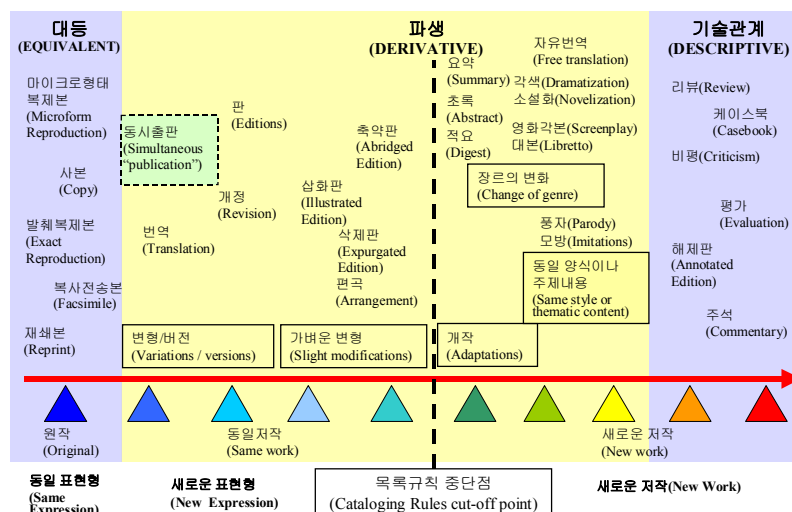 대등
(EQUIVALENT)
마이크로형태
복제본
(Microform
Reproduction)
사본
(Copy)
발췌복제본
(Exact
Reproduction)
복사전송본
(Facsimile)
재쇄본
(Reprint)
파생
(DERIVATIVE)
동시출판
(Simultaneous
“publication”)
판
(Editions)
개정
(Revision)
번역
(Translation)
축약판
(Abridged
Edition)
삽화판
(Illustrated
Edition)
삭제판
(Expurgated
Edition)
편곡
(Arrangement)
변형/버전
(Variations / versions)
가벼운 변형
(Slight modifications)
요약
(Summary)
초록
(Abstract)
적요
(Digest)
자유번역
(Free translation)
각색(Dramatization)
소설화(Novelization)
영화각본(Screenplay)
대본(Libretto)
장르의 변화
(Change of genre)
풍자(Parody)
모방(Imitations)
동일 양식이나
주제내용
(Same style or
thematic content)
개작
(Adaptations)
기술관계
(DESCRIPTIVE)
리뷰(Review)
케이스북
(Casebook)
비평(Criticism)
평가
(Evaluation)
해제판
(Annotated
Edition)
주석
(Commentary)
원작
(Original)
동일저작
(Same work)
새로운 저작
(New work)
동일 표현형
(Same
Expression)
새로운 표현형
(New Expression)
목록규칙 중단점
(Cataloging Rules cut-off point)
새로운 저작(New Work)